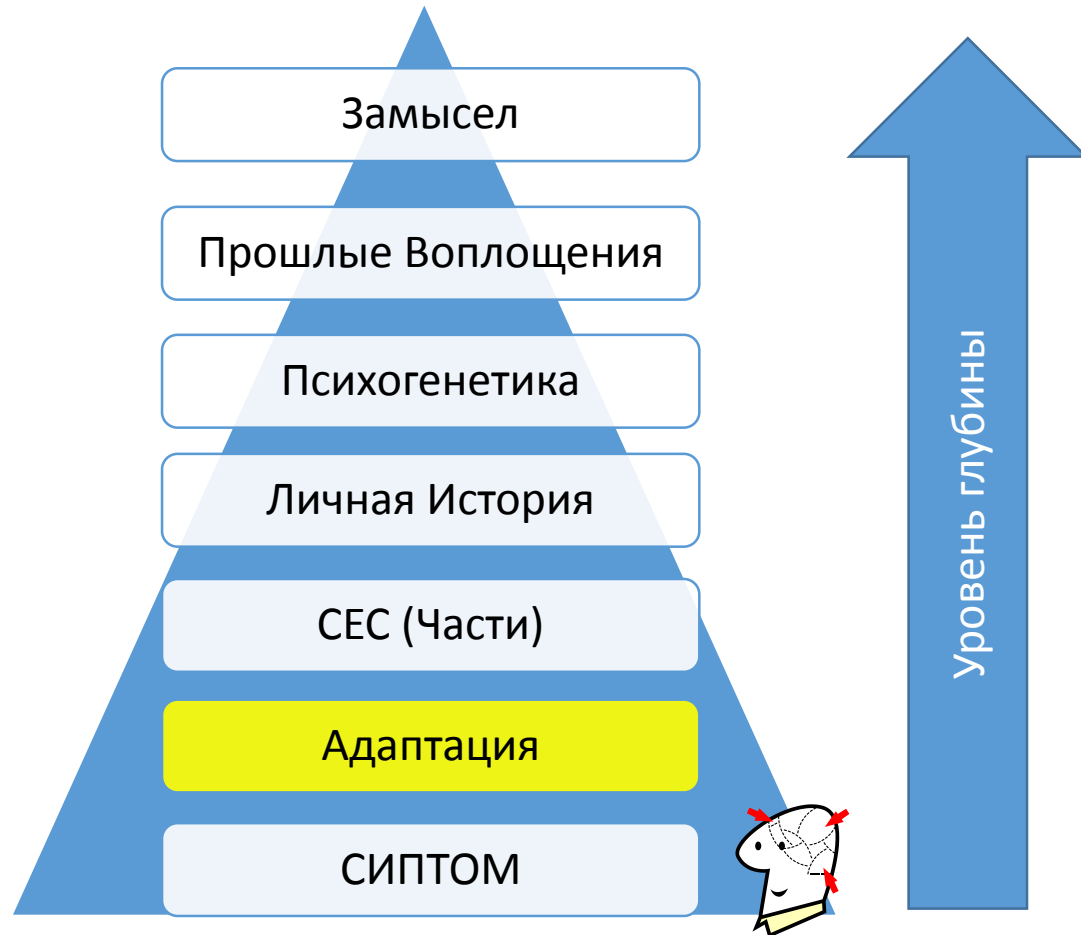 Замысел
Прошлые Воплощения
Психогенетика
Личная История
СЕС (Части)
Адаптация
СИПТОМ
Уровень глубины